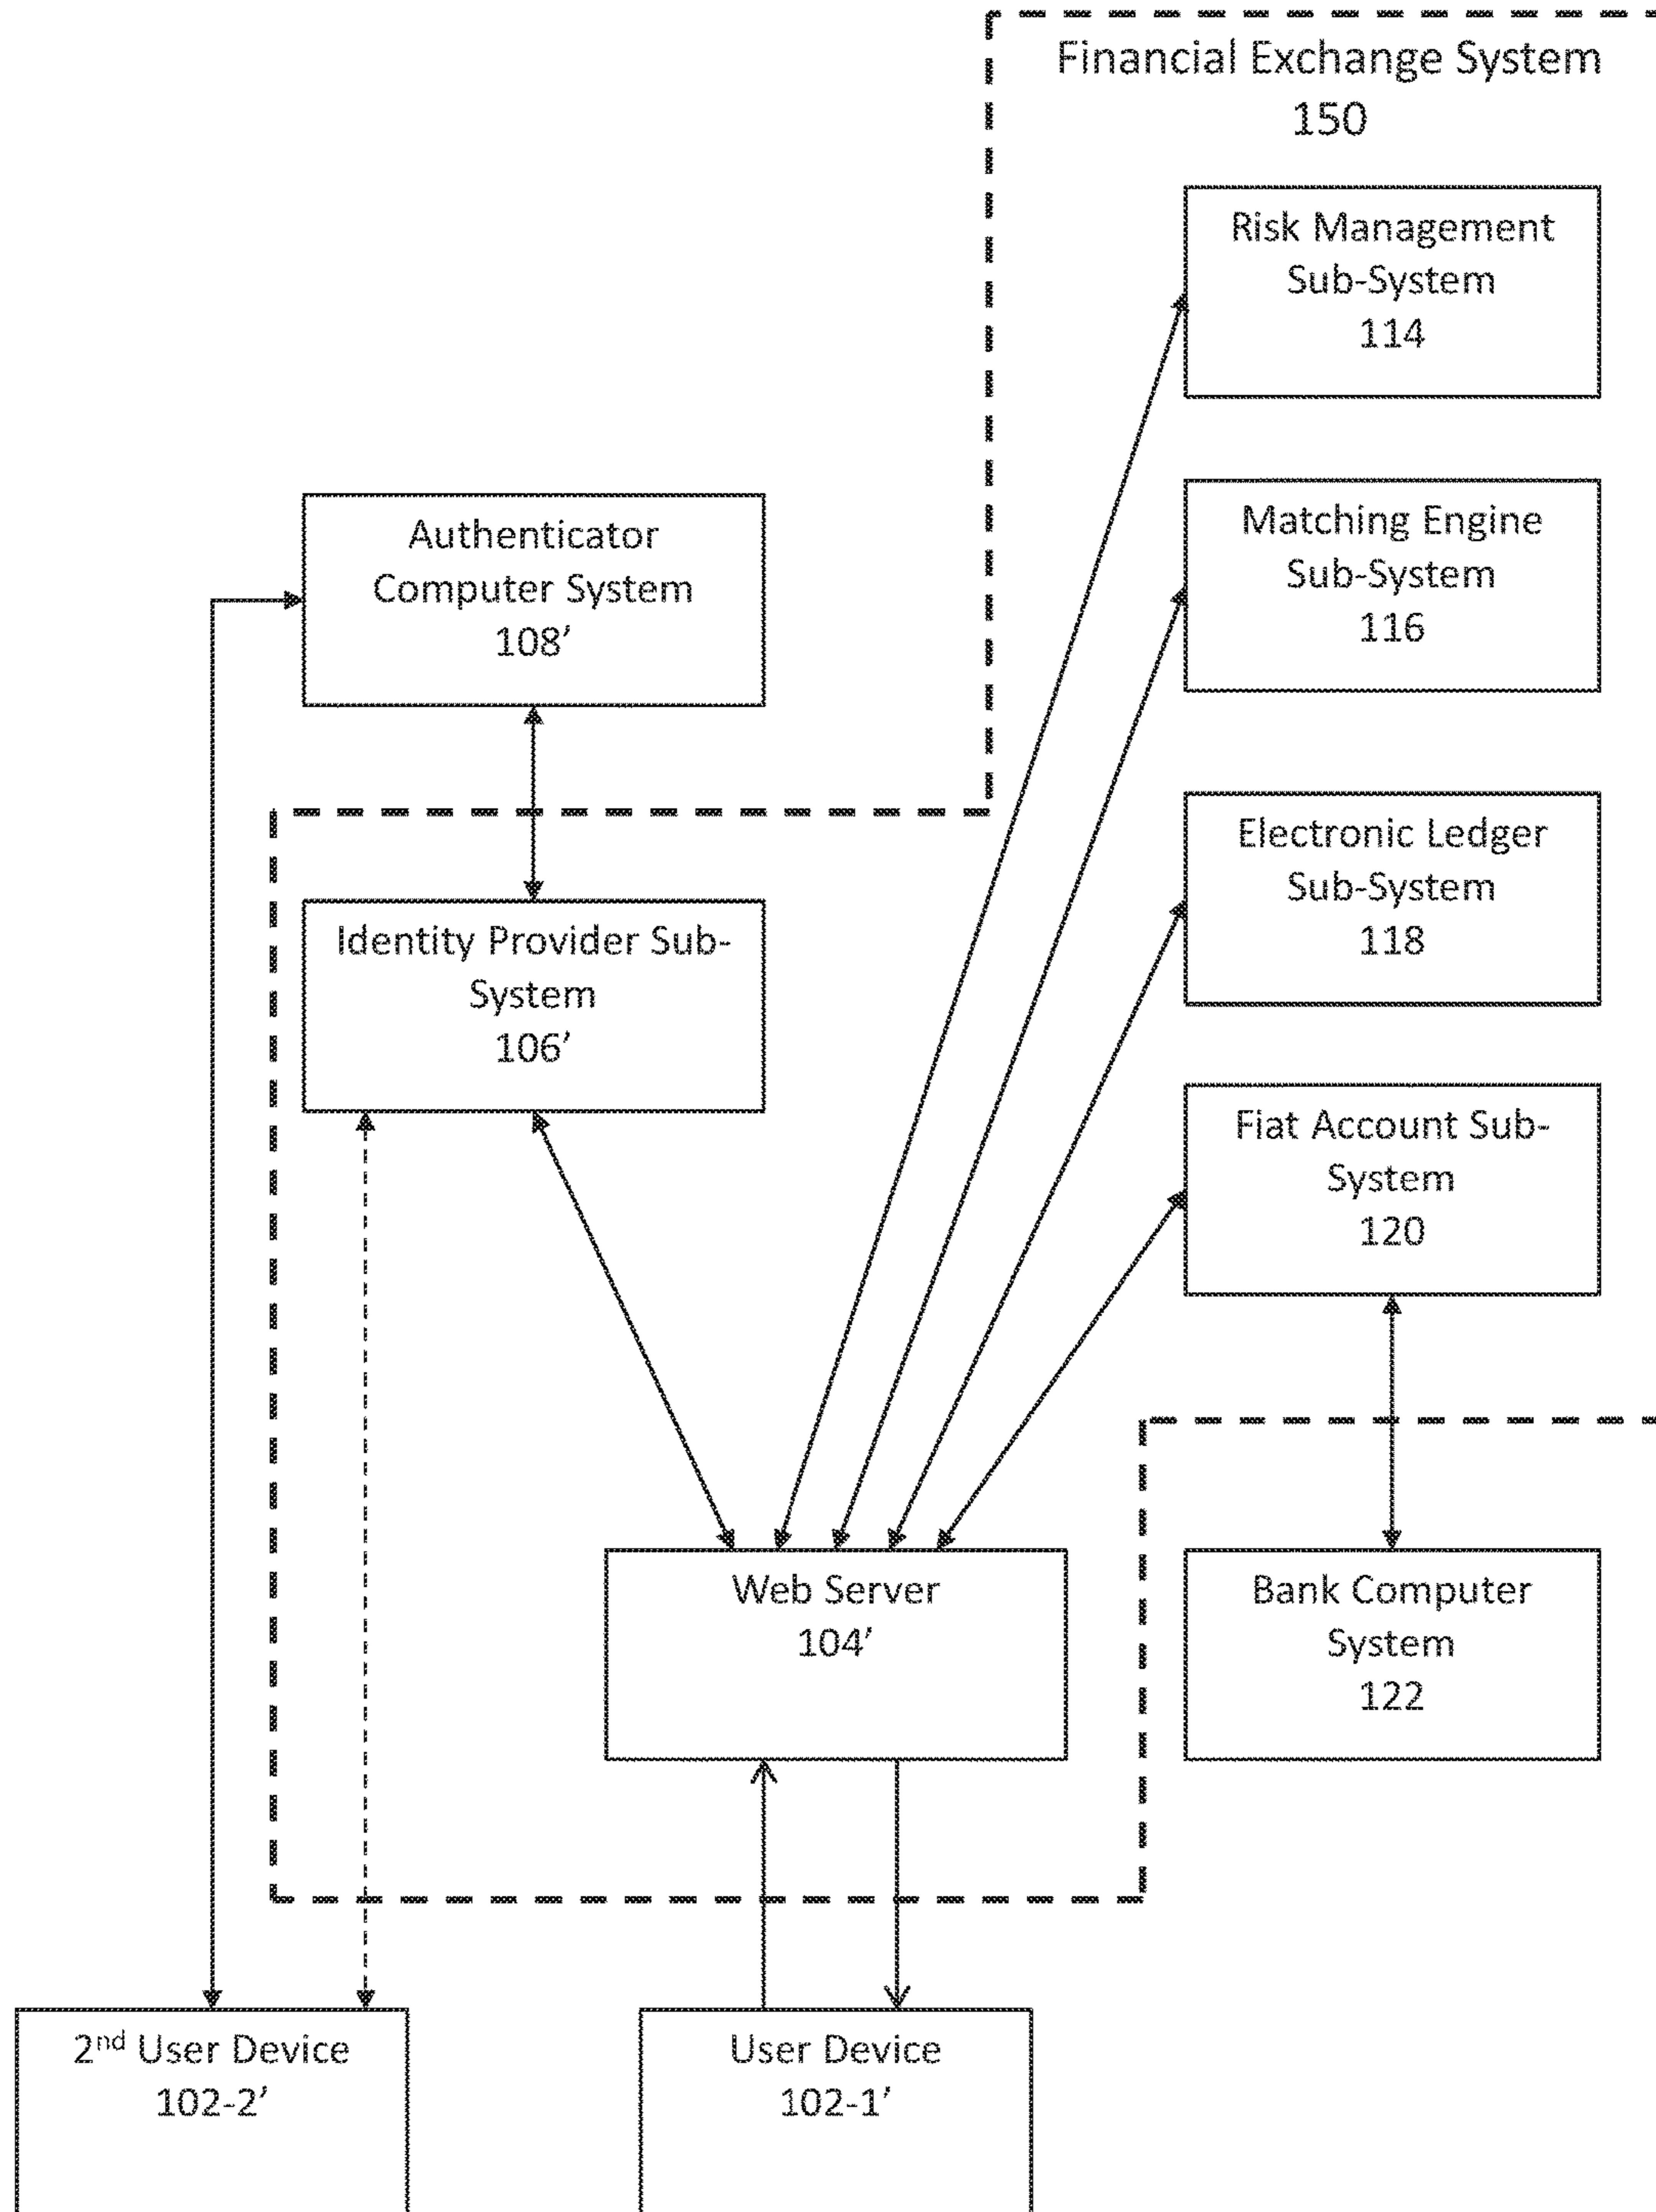 Financial Exchange System
150
Risk Management
Sub-System
114
Authenticator
Computer System
108’
Matching Engine
Sub-System
116
Electronic Ledger
Sub-System
118
Identity Provider Sub-
System
106’
Fiat Account Sub-
System
120
Web Server
104’
Bank Computer
System
122
2nd User Device
102-2’
User Device
102-1’